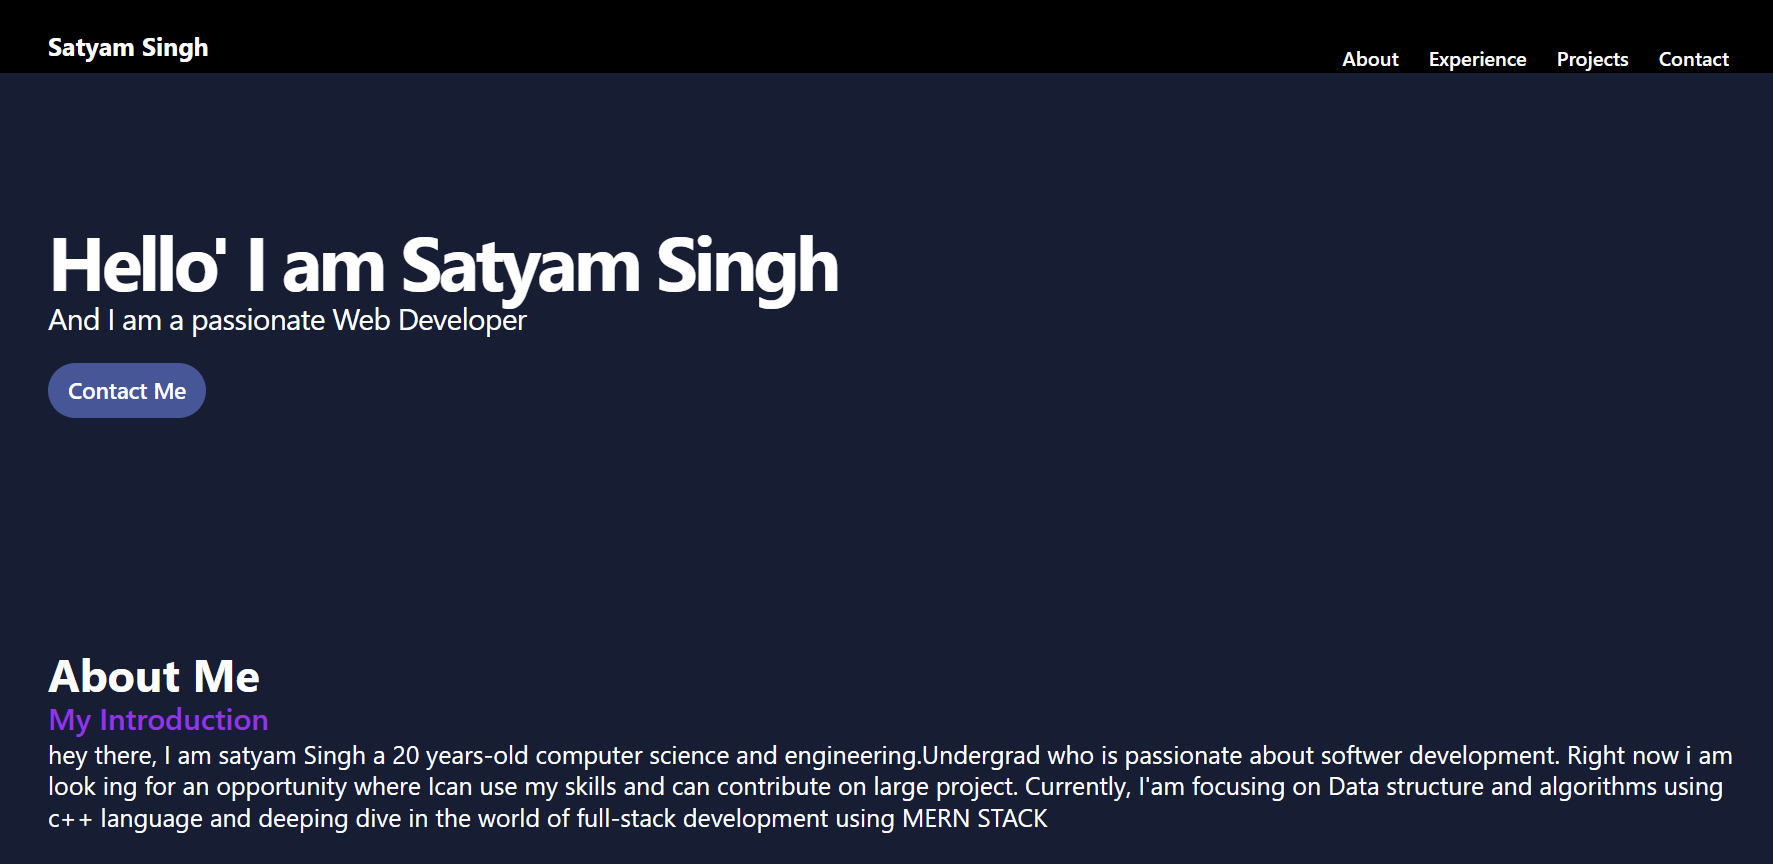 Satyam Singh
About Experience Projects Contact
Hello' I am Satyam Singh
And I am a passionate Web Developer
Contact Me
About Me
My Introduction
hey there, I am satyam Singh a 20 years-old computer science and engineering.Undergrad who is passionate about softwer development. Right now i am
look ing for an opportunity where Ican use my skills and can contribute on large project. Currently, I'am focusing on Data structure and algorithms using
c++ language and deeping dive in the world of full-stack development using MERN STACK